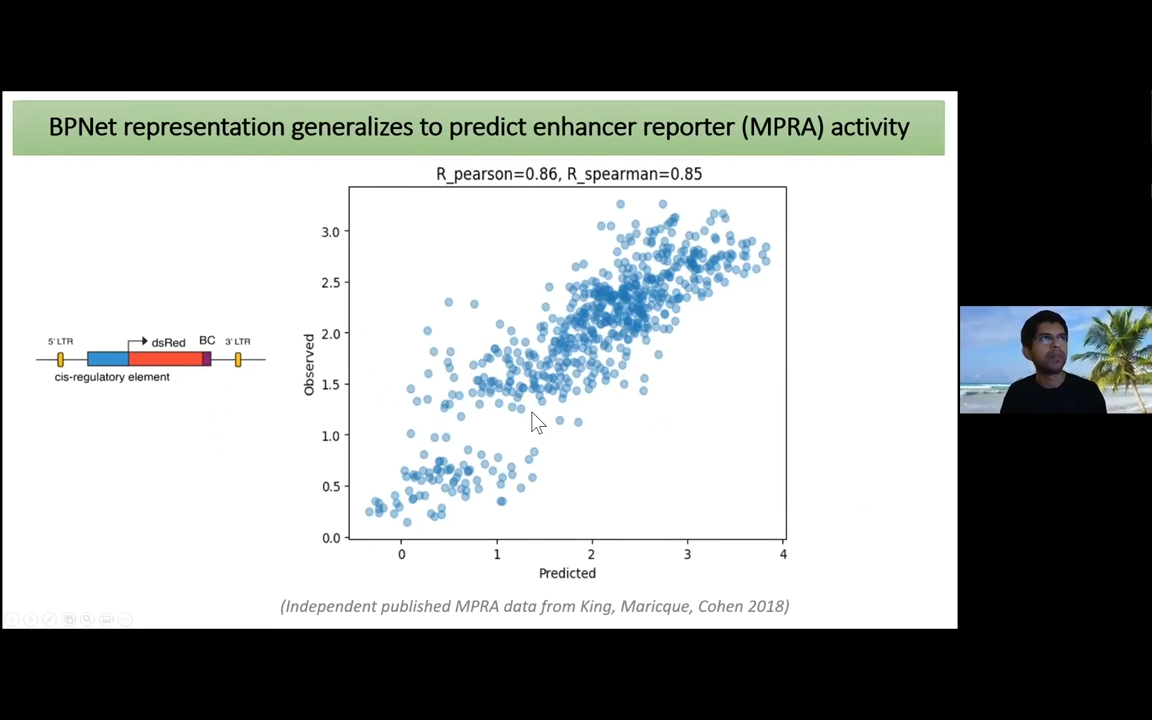 BPNet representation generalizes to predict enhancer reporter (MPRA) activity
R_pearson=0.86, R_spearman=0.85
3.0
2.5
2.0
1.5
1.0
0.5
0.0
Observed
0 1 2 3 4
Predicted
5' LTR dsRed BC 3' LTR
cis-regulatory element
(Independent published MPRA data from King, Maricque, Cohen 2018)